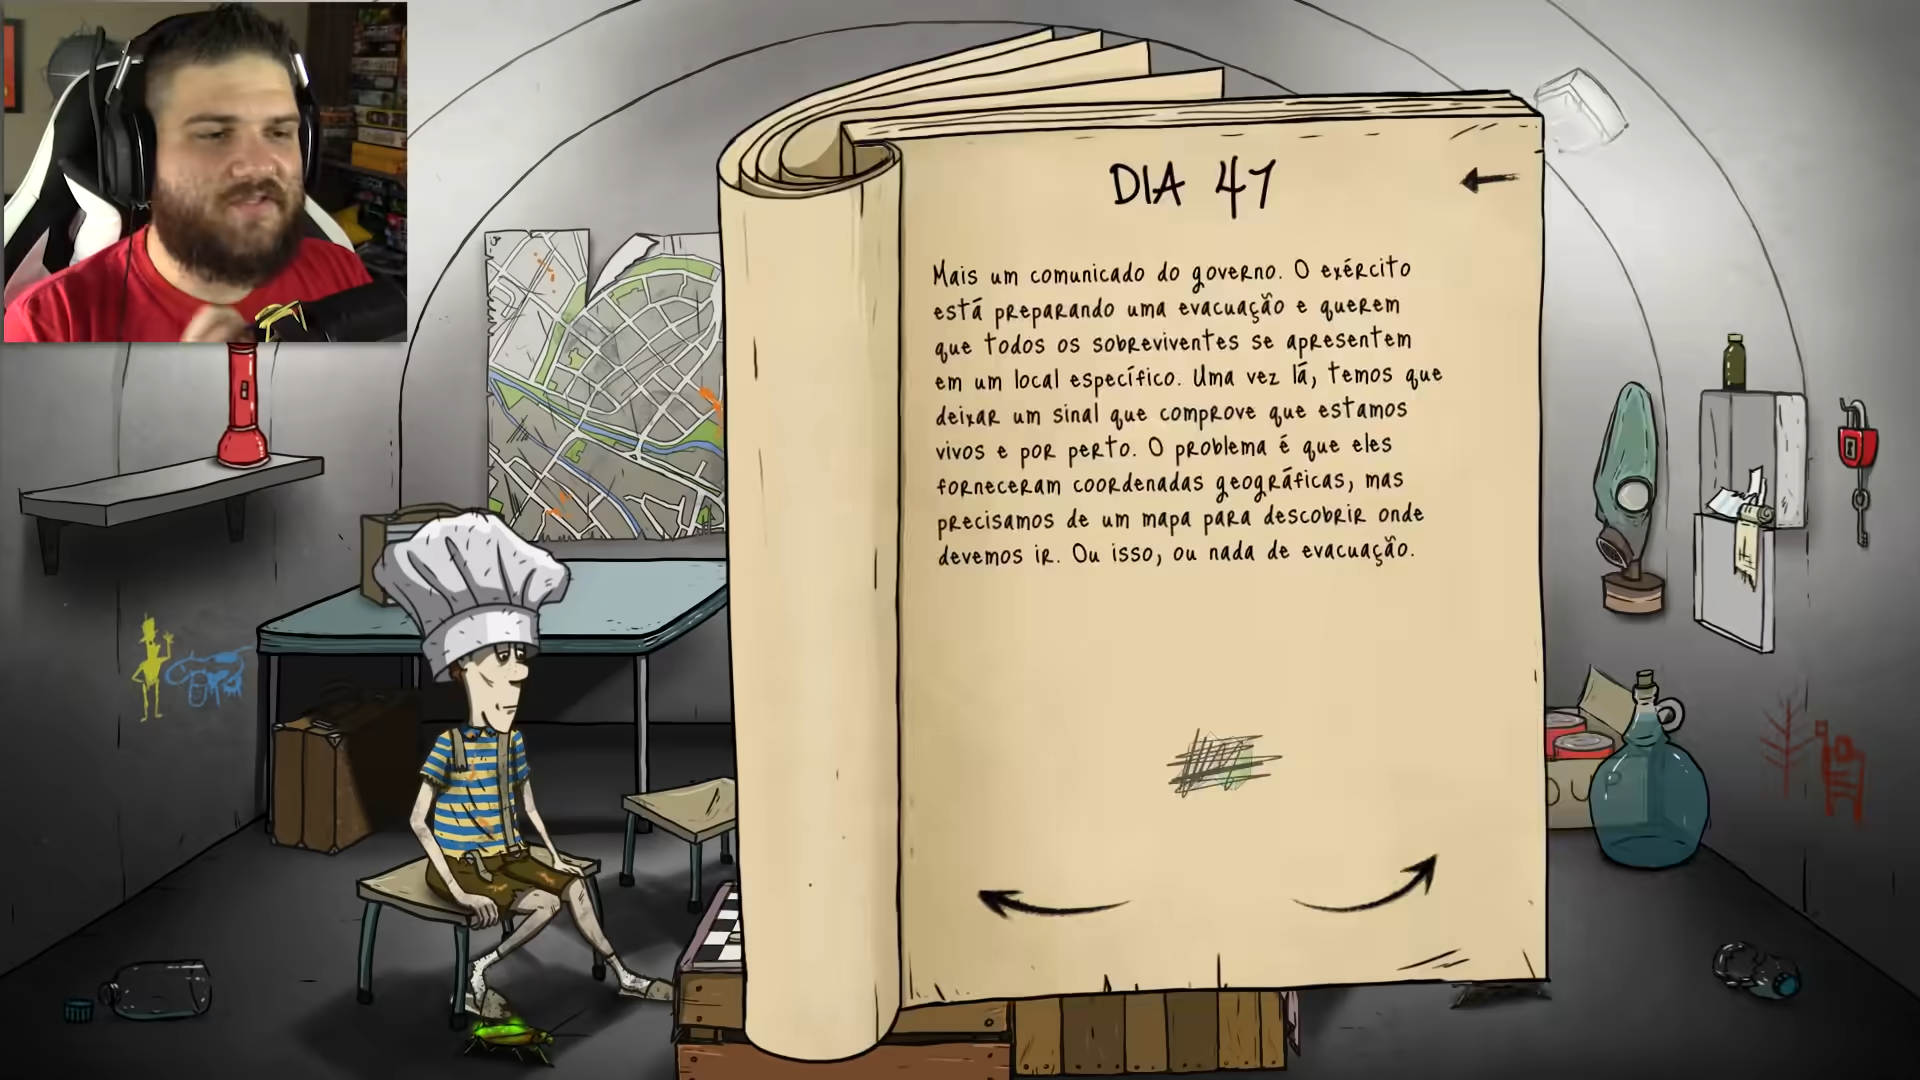 DIA 47
Mais um comunicado do governo. O exército
está preparando uma evacuação e querem
que todos os sobreviventes se apresentem
em um local específico. Uma vez lá, temos que
deixar um sinal que comprove que estamos
vivos e por perto. O problema é que eles
forneceram coordenadas geográficas, mas
precisamos de um mapa para descobrir onde
devemos ir. Ou isso, ou nada de evacuação.